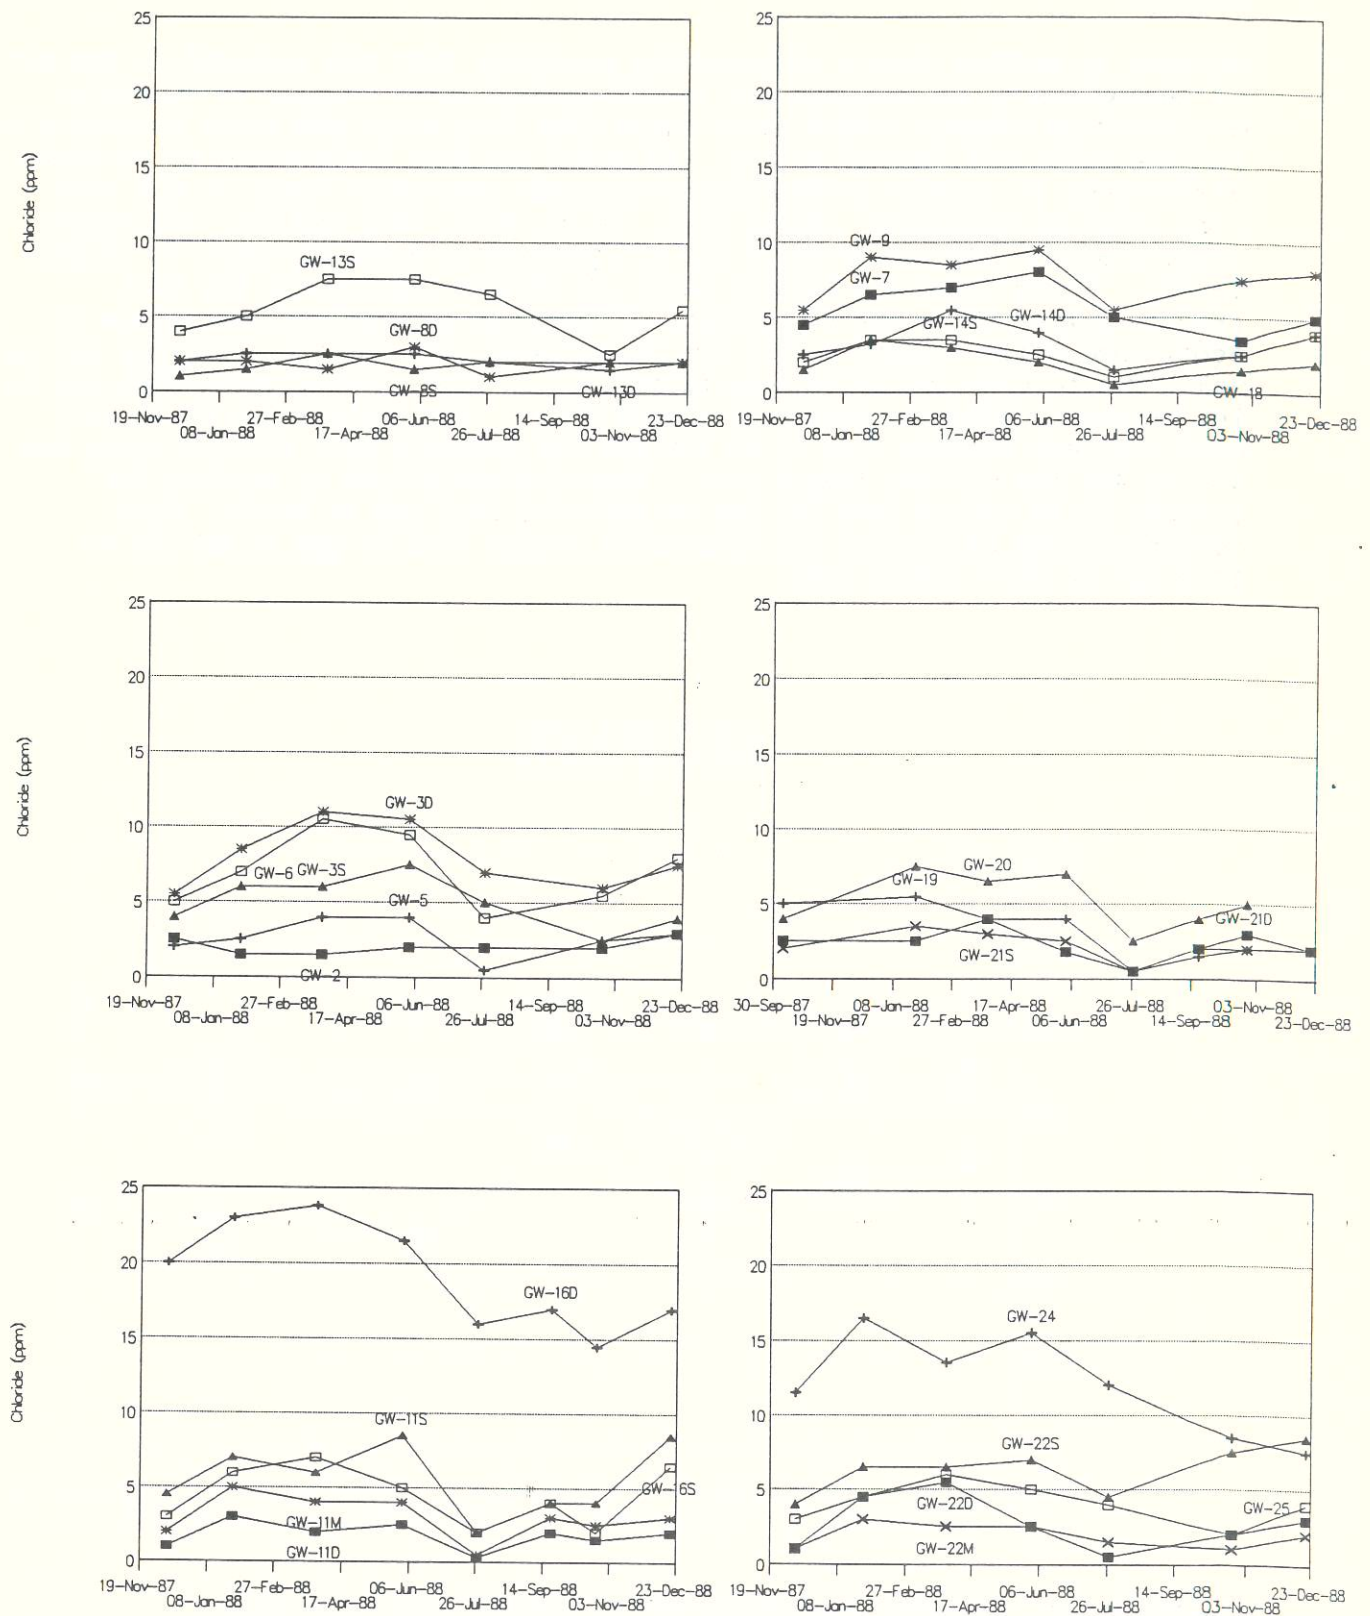 25
20
15
10
5
0
Chloride (ppm)
GW-13S
GW-8D
GW-8S
GW-13D
19-Nov-87
27-Feb-88
06-Jun-88
14-Sep-88
23-Dec-88
08-Jan-88
17-Apr-88
26-Jul-88
03-Nov-88
25
20
15
10
5
0
GW-9
GW-7
GW-14S
GW-14D
GW-18
19-Nov-87
27-Feb-88
06-Jun-88
14-Sep-88
23-Dec-88
08-Jan-88
17-Apr-88
26-Jul-88
03-Nov-88
25
20
15
10
5
0
Chloride (ppm)
GW-3D
GW-6
GW-3S
GW-5
GW-2
19-Nov-87
27-Feb-88
06-Jun-88
14-Sep-88
23-Dec-88
08-Jan-88
17-Apr-88
26-Jul-88
03-Nov-88
25
20
15
10
5
0
GW-20
GW-19
GW-21D
GW-21S
30-Sep-87
08-Jan-88
17-Apr-88
26-Jul-88
03-Nov-88
19-Nov-87
27-Feb-88
06-Jun-88
14-Sep-88
23-Dec-88
25
20
15
10
5
0
Chloride (ppm)
GW-16D
GW-11S
GW-16S
GW-11M
GW-11D
19-Nov-87
27-Feb-88
06-Jun-88
14-Sep-88
23-Dec-88
08-Jan-88
17-Apr-88
26-Jul-88
03-Nov-88
25
20
15
10
5
0
GW-24
GW-22S
GW-22D
GW-25
GW-22M
19-Nov-87
27-Feb-88
06-Jun-88
14-Sep-88
23-Dec-88
08-Jan-88
17-Apr-88
26-Jul-88
03-Nov-88